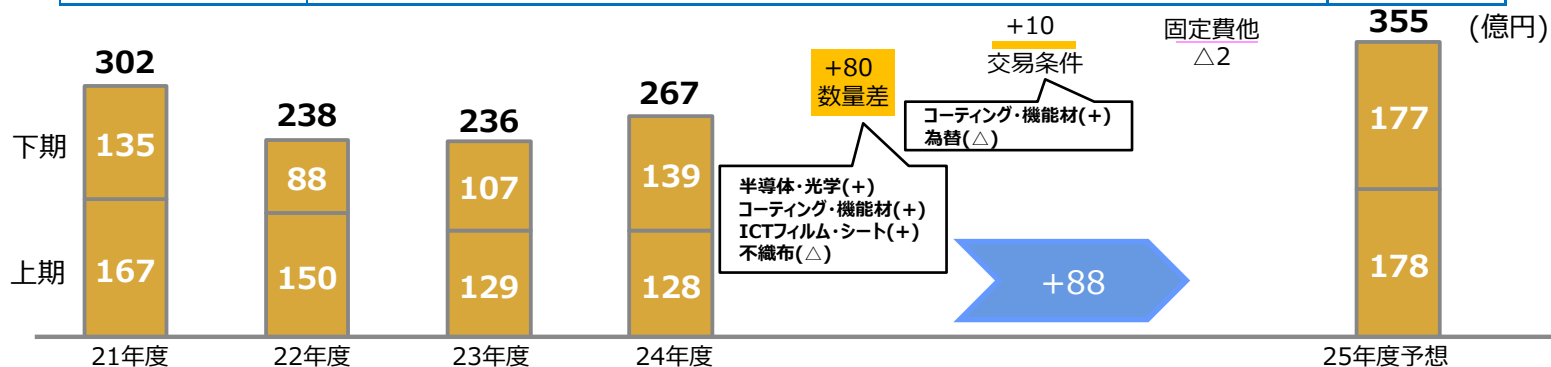 302
238
236
267
355
(億円)
+80
数量差
+10
交易条件
固定費他
△2
コーティング・機能材(+)
為替(△)
半導体・光学(+)
コーティング・機能材(+)
ICTフィルム・シート(+)
不織布(△)
+88
下期
135
88
107
139
177
上期
167
150
129
128
178
21年度
22年度
23年度
24年度
25年度予想